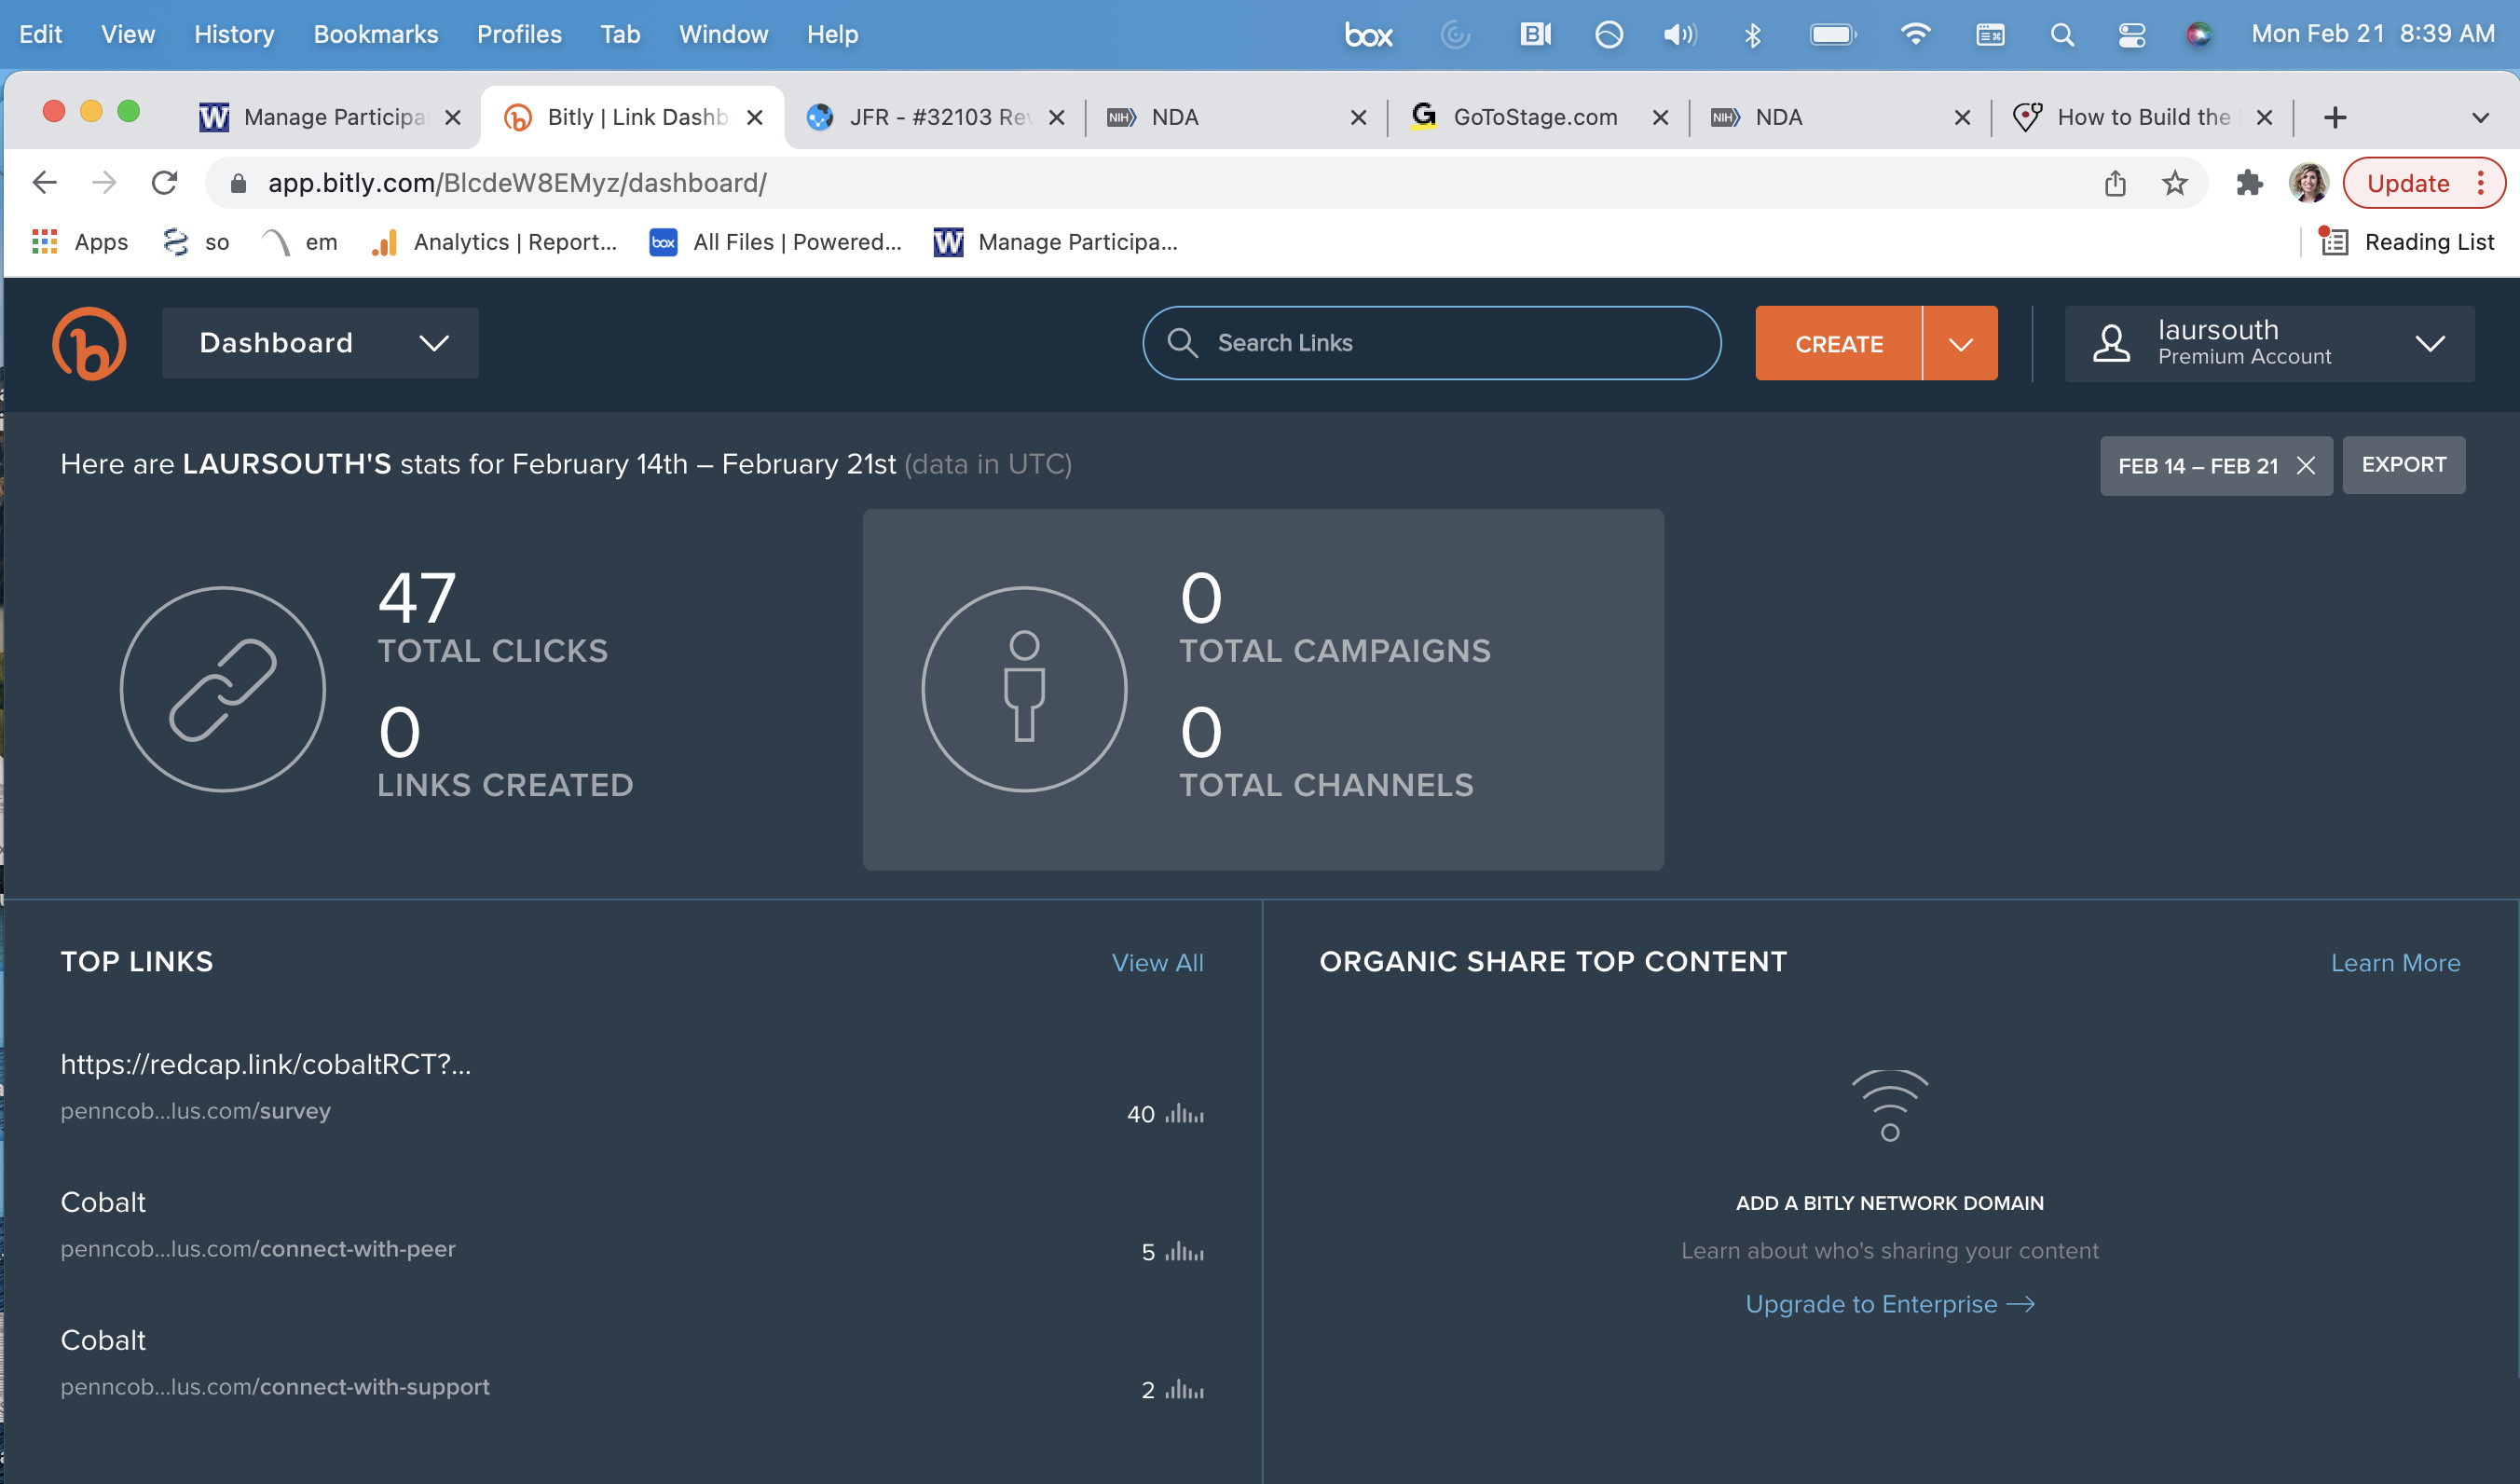 Edit View History Bookmarks Profiles Tab Window Help box Mon Feb 21 8:39 AM
Manage Participa Bitly | Link Dashb JFR - #32103 Rev NIH NDA GoToStage.com NIH NDA How to Build the
app.bitly.com/BlcdeW8EMyz/dashboard/ Update
Apps so em Analytics | Report... box All Files | Powered... Manage Participa... Reading List
Dashboard Search Links CREATE laursouth
Premium Account
Here are LAURSOUTH'S stats for February 14th – February 21st (data in UTC) FEB 14 – FEB 21 EXPORT
47
TOTAL CLICKS
0
LINKS CREATED
0
TOTAL CAMPAIGNS
0
TOTAL CHANNELS
TOP LINKS View All
https://redcap.link/cobaltRCT?...
penncob...lus.com/survey 40
Cobalt
penncob...lus.com/connect-with-peer 5
Cobalt
penncob...lus.com/connect-with-support 2
ORGANIC SHARE TOP CONTENT Learn More
ADD A BITLY NETWORK DOMAIN
Learn about who's sharing your content
Upgrade to Enterprise